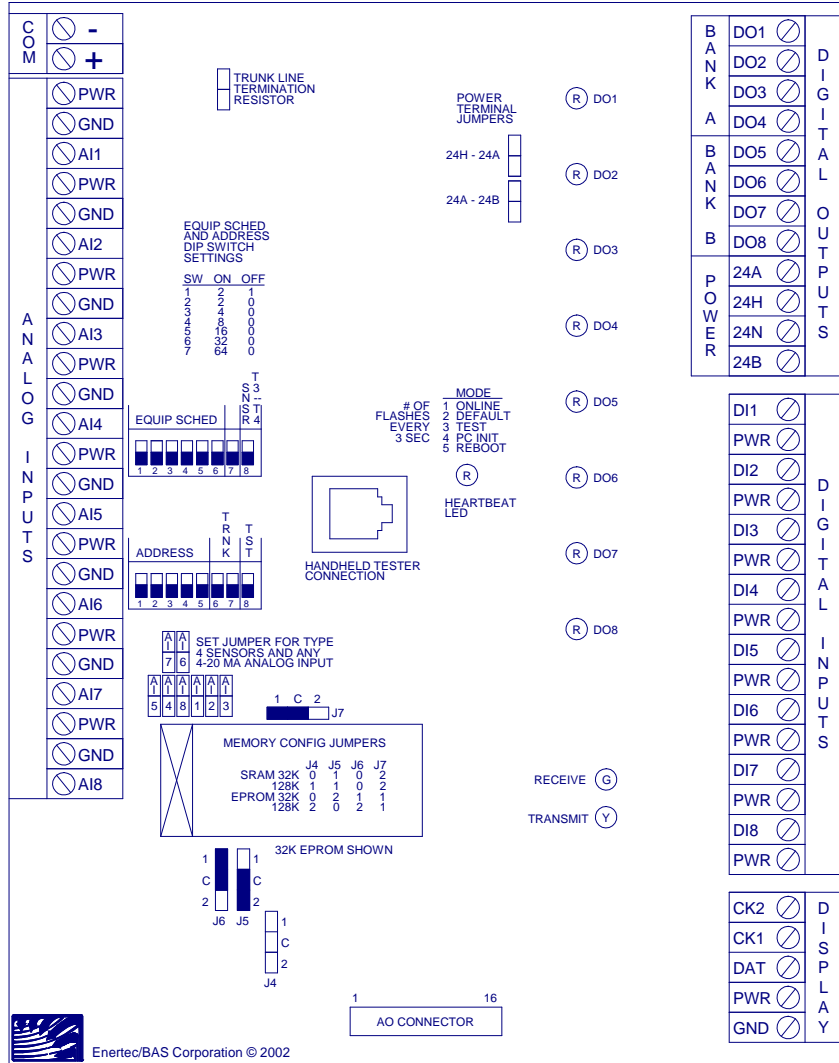 COM
-
+
ANALOG INPUTS
PWR
GND
AI1
PWR
GND
AI2
PWR
GND
AI3
PWR
GND
AI4
PWR
GND
AI5
PWR
GND
AI6
PWR
GND
AI7
PWR
GND
AI8
TRUNK LINE
TERMINATION
RESISTOR
POWER
TERMINAL
JUMPERS
24H - 24A
24A - 24B
EQUIP SCHED
AND ADDRESS
DIP SWITCH
SETTINGS
SW ON OFF
1 2 1
2 2 0
3 4 0
4 8 0
5 16 0
6 32 0
7 64 0
EQUIP SCHED
SNSR
T3--T4
1 2 3 4 5 6 7 8
ADDRESS
TRNK
TST
1 2 3 4 5 6 7 8
MODE
# OF FLASHES EVERY 3 SEC
1 ONLINE
2 DEFAULT
3 TEST
4 PC INIT
5 REBOOT
R
HEARTBEAT
LED
HANDHELD TESTER
CONNECTION
AI7 AI6
SET JUMPER FOR TYPE
4 SENSORS AND ANY
4-20 MA ANALOG INPUT
AI5 AI4 AI8 AI1 AI2 AI3
1 C 2
J7
MEMORY CONFIG JUMPERS
J4 J5 J6 J7
SRAM 32K 0 1 0 2
128K 1 1 0 2
EPROM 32K 0 2 1 1
128K 2 0 2 1
32K EPROM SHOWN
1 C 2
J6
1 C 2
J5
1 C 2
J4
R DO1
R DO2
R DO3
R DO4
R DO5
R DO6
R DO7
R DO8
RECEIVE G
TRANSMIT Y
1 16
AO CONNECTOR
DIGITAL OUTPUTS
BANK A
DO1
DO2
DO3
DO4
BANK B
DO5
DO6
DO7
DO8
POWER
24A
24H
24N
24B
DIGITAL INPUTS
DI1
PWR
DI2
PWR
DI3
PWR
DI4
PWR
DI5
PWR
DI6
PWR
DI7
PWR
DI8
PWR
DISPLAY
CK2
CK1
DAT
PWR
GND
Enertec/BAS Corporation © 2002